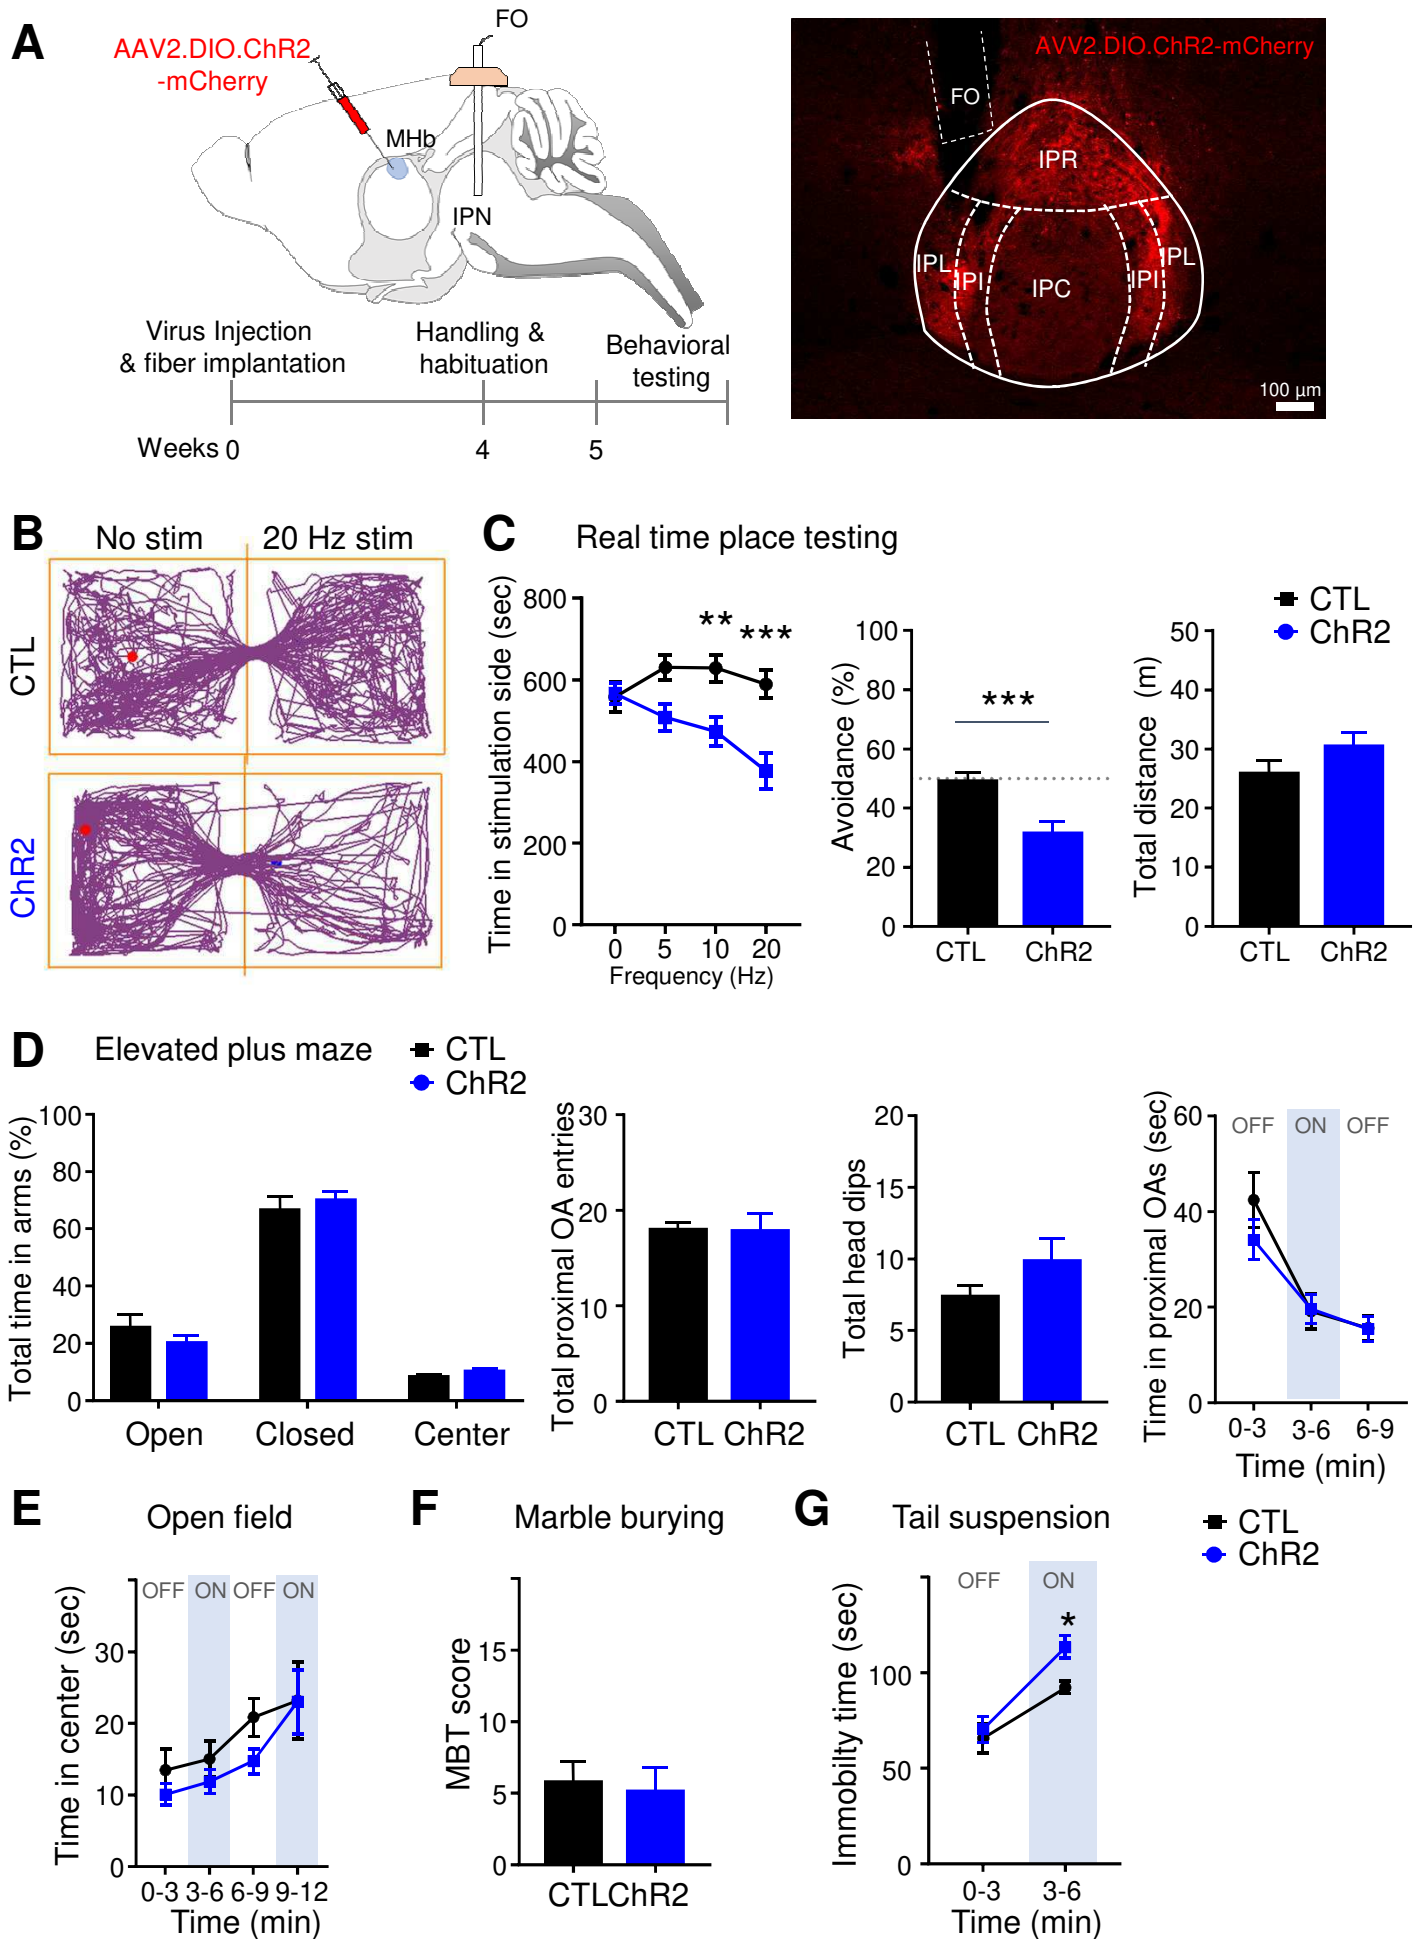 A
FO
AAV2.DIO.ChR2
-mCherry
MHb
IPN
Virus Injection
& fiber implantation
Handling &
habituation
Behavioral
testing
Weeks 0
4
5
AVV2.DIO.ChR2-mCherry
FO
IPR
IPL
IPI
IPC
IPI
IPL
100 µm
B
No stim
20 Hz stim
CTL
ChR2
C
Real time place testing
Time in stimulation side (sec)
800
600
400
200
0
**
***
0
5
10
20
Frequency (Hz)
Avoidance (%)
100
80
60
40
20
0
***
CTL
ChR2
CTL
ChR2
Total distance (m)
50
40
30
20
10
0
CTL
ChR2
D
Elevated plus maze
CTL
ChR2
Total time in arms (%)
100
80
60
40
20
0
Open
Closed
Center
Total proximal OA entries
30
20
10
0
CTL
ChR2
Total head dips
20
15
10
5
0
CTL
ChR2
Time in proximal OAs (sec)
60
40
20
0
OFF
ON
OFF
0-3
3-6
6-9
Time (min)
E
Open field
Time in center (sec)
30
20
10
0
OFF
ON
OFF
ON
0-3
3-6
6-9
9-12
Time (min)
F
Marble burying
MBT score
15
10
5
0
CTL
ChR2
G
Tail suspension
CTL
ChR2
Immobilty time (sec)
100
50
0
OFF
ON
*
0-3
3-6
Time (min)